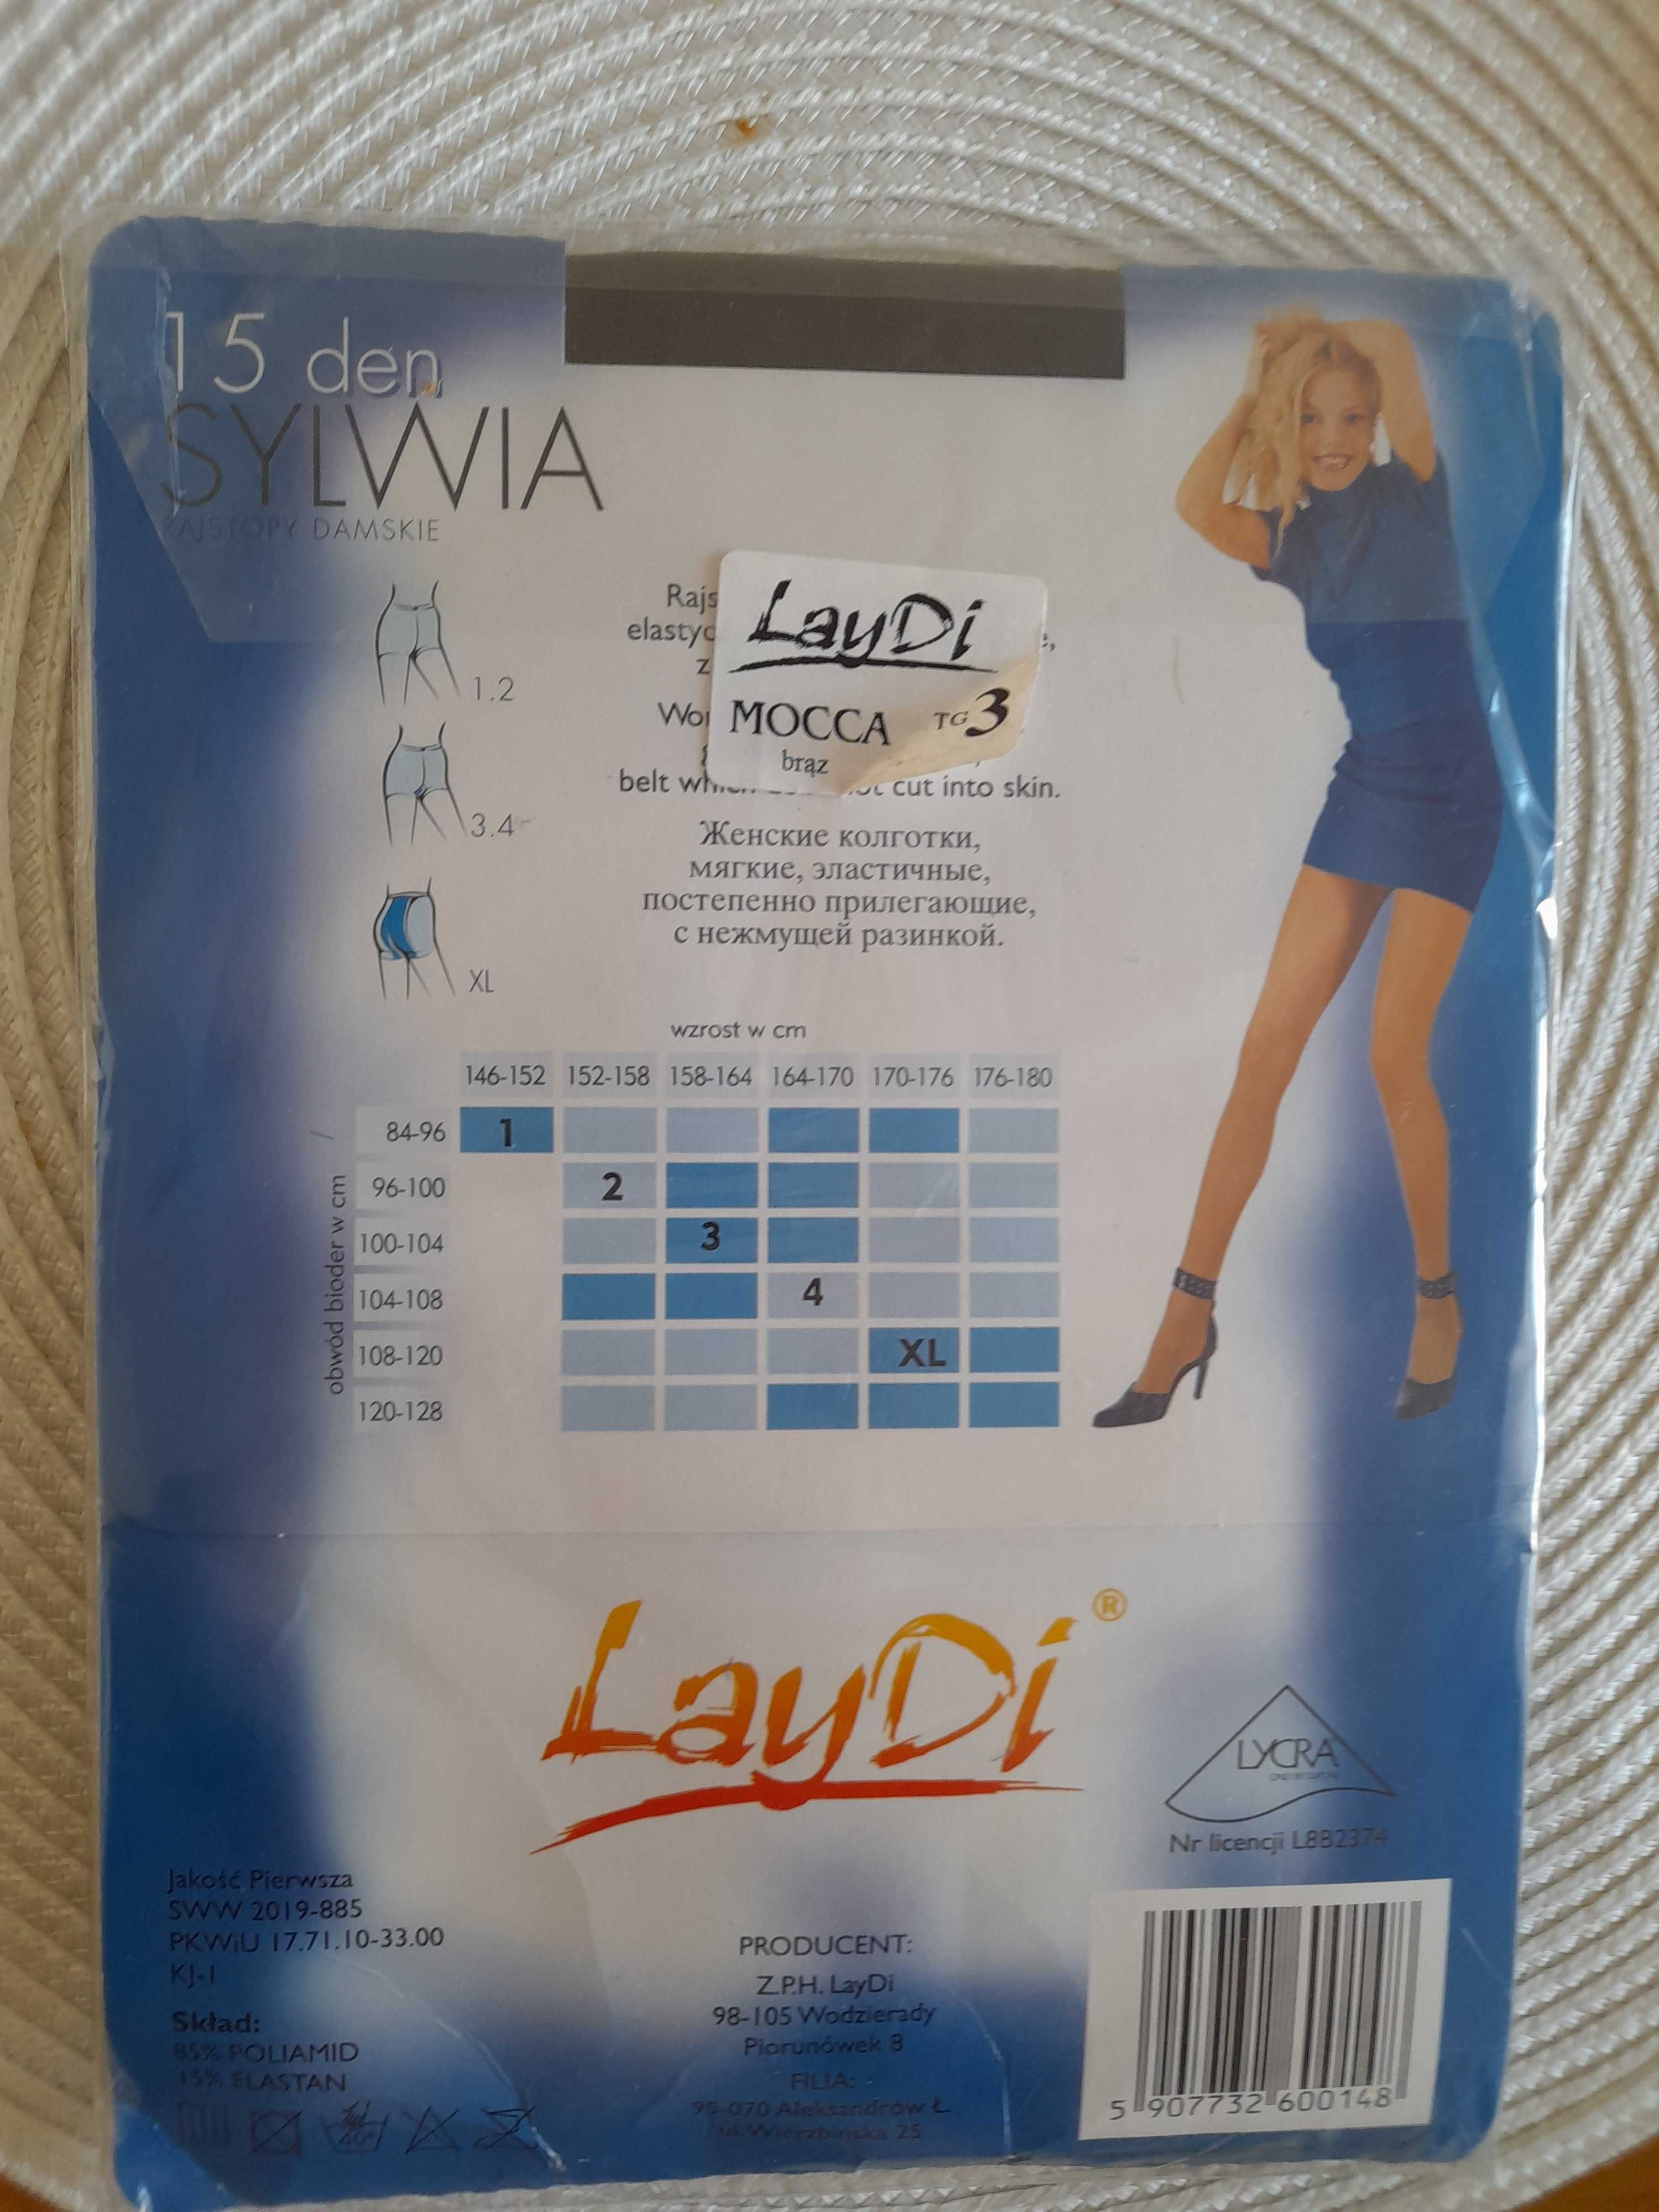 15 den
SYLWIA
RAJSTOPY DAMSKIE
1.2
3.4
XL
Rajs
elastyc
z
LayDi
MOCCA TG 3
brąz
belt cut into skin.
Женские колготки,
мягкие, эластичные,
постепенно прилегающие,
с нежмущей разинкой.
wzrost w cm
146-152 152-158 158-164 164-170 170-176 176-180
obwód bioder w cm
84-96 1
96-100 2
100-104 3
104-108 4
108-120 XL
120-128
LayDi®
LYCRA
Nr licencji L8B2374
Jakość Pierwsza
SWW 2019-885
PKWiU 17.71.10-33.00
KJ-1
Skład:
85% POLIAMID
15% ELASTAN
PRODUCENT:
Z.P.H. LayDi
98-105 Wodzierady
Piorunówek 8
FILIA:
95-070 Aleksandrów Ł.
ul. Wierzbińska 25
5 907732 600148